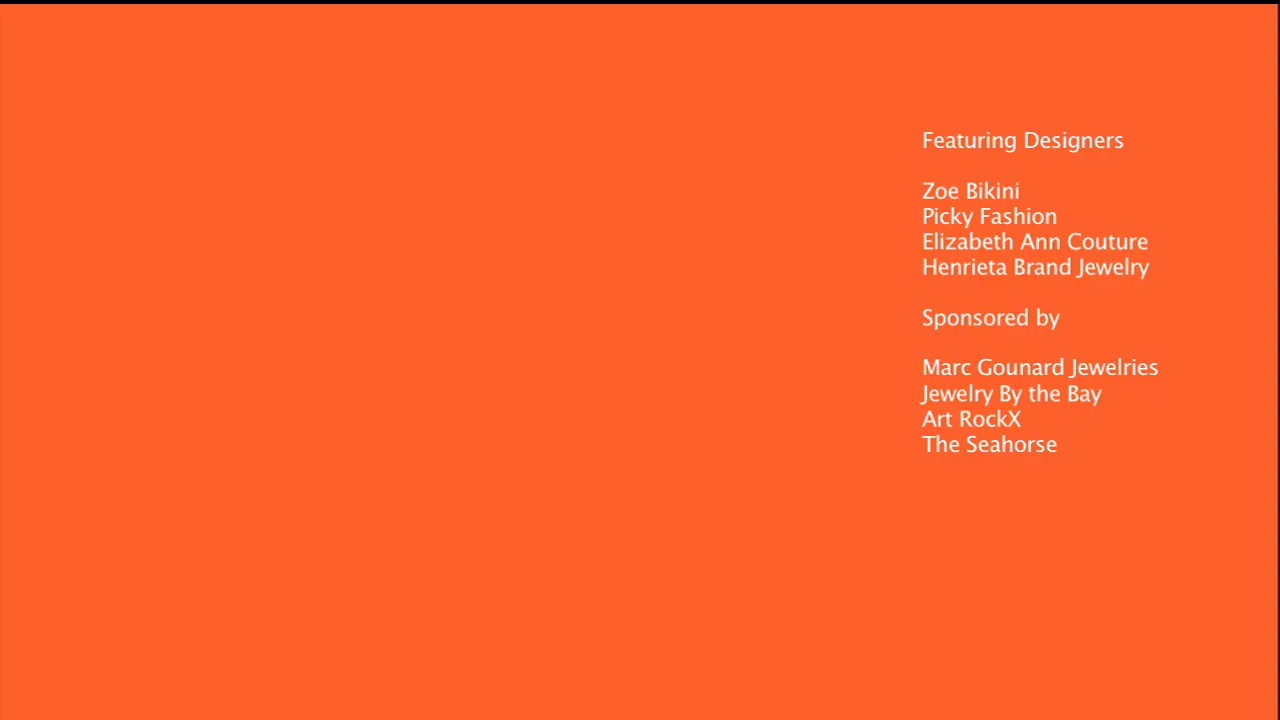 Featuring Designers
Zoe Bikini
Picky Fashion
Elizabeth Ann Couture
Henrieta Brand Jewelry
Sponsored by
Marc Gounard Jewelries
Jewelry By the Bay
Art RockX
The Seahorse